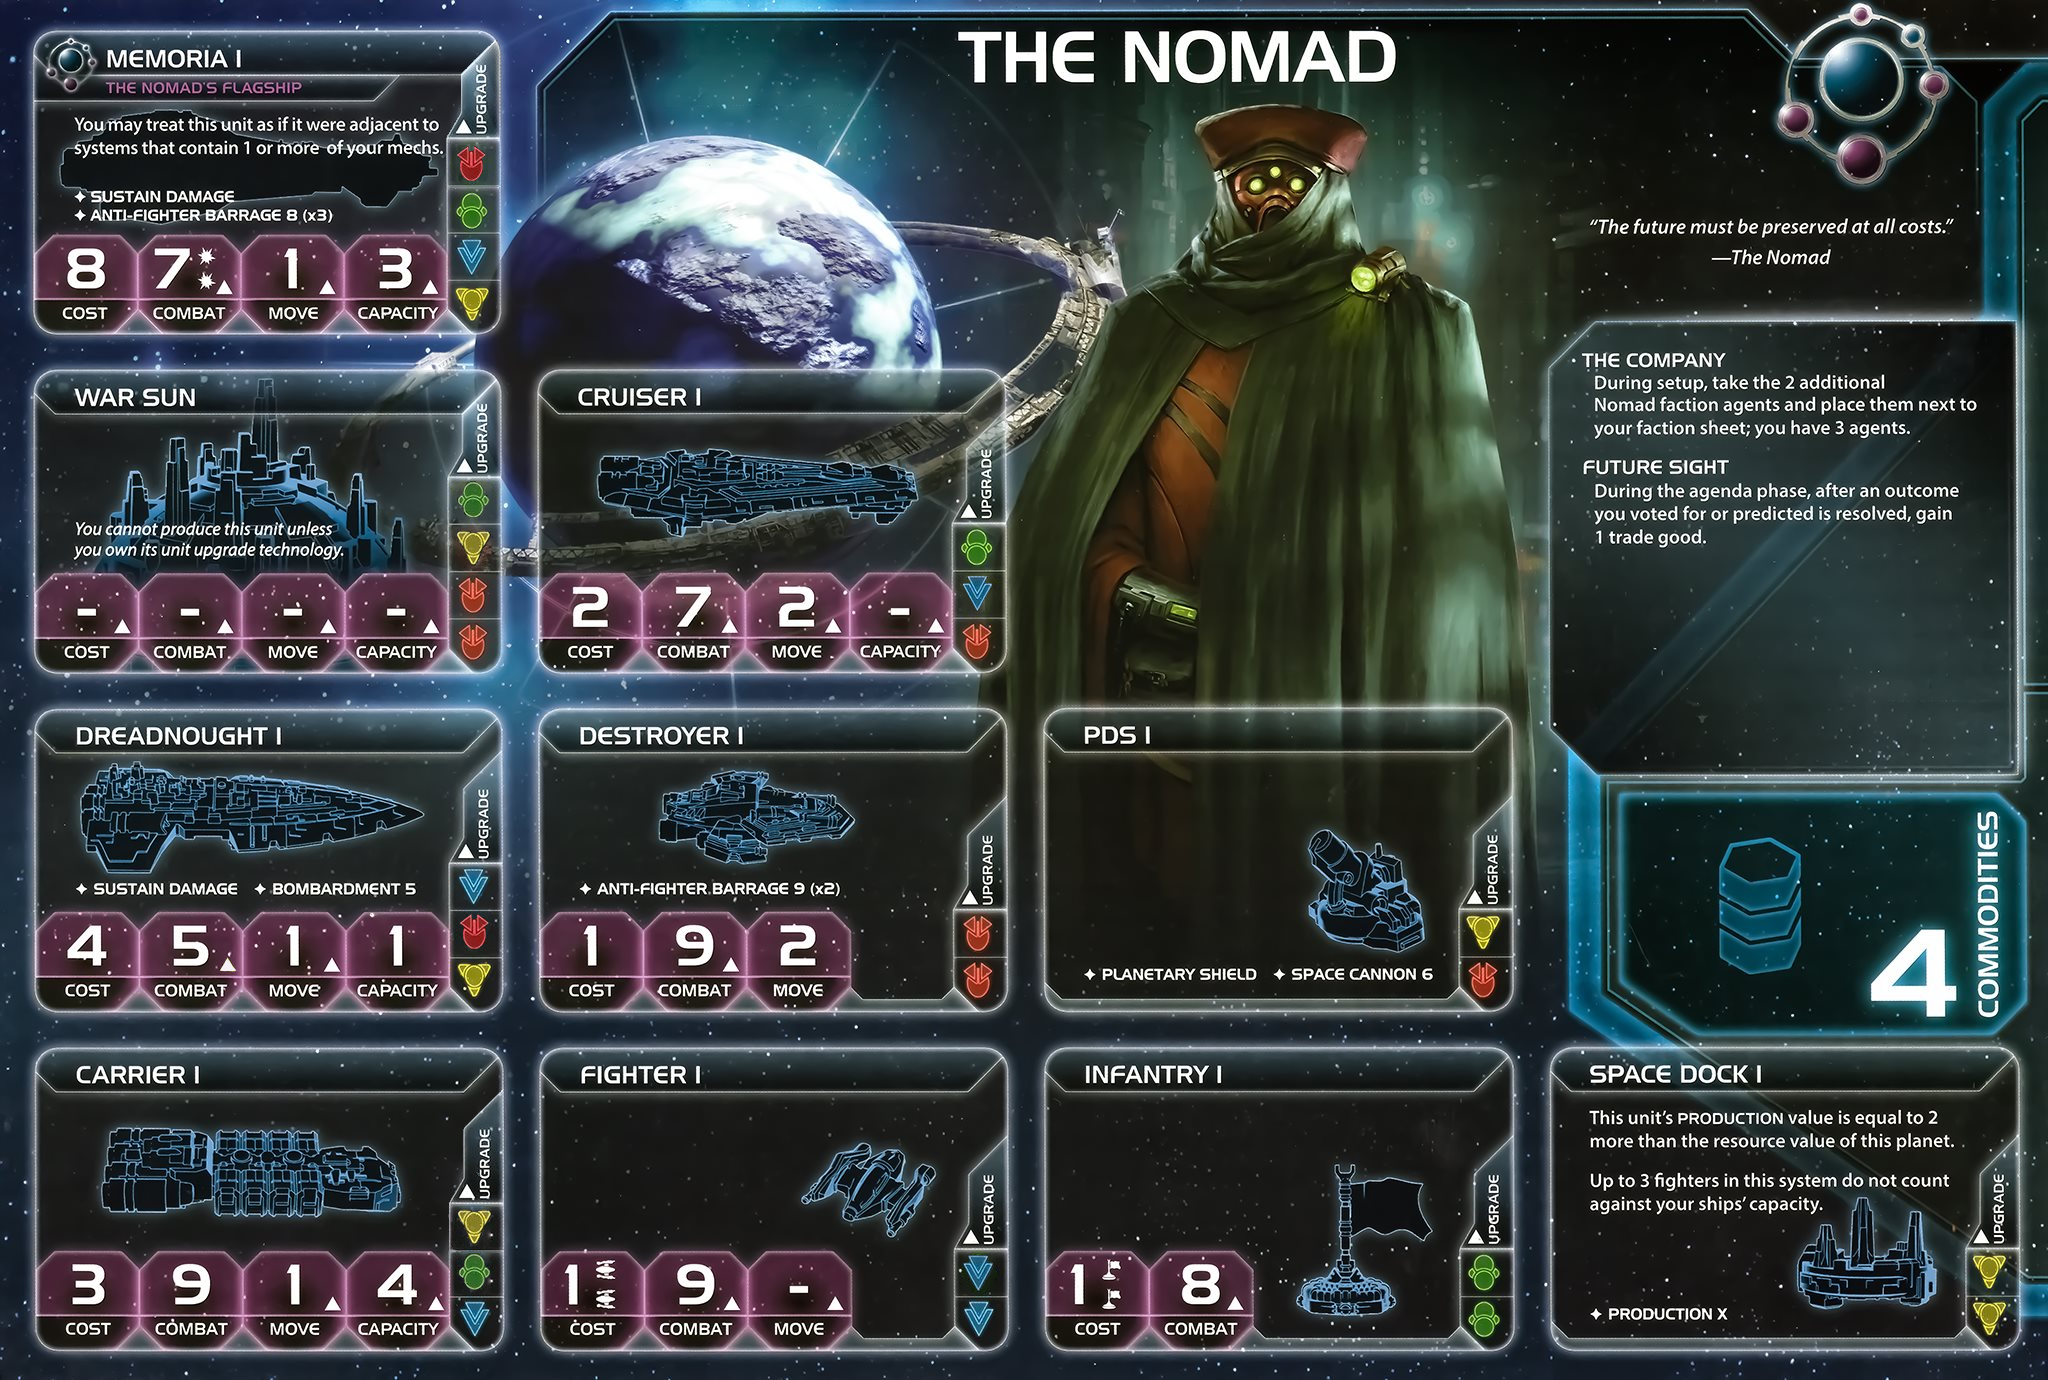 THE NOMAD
MEMORIA I
THE NOMAD'S FLAGSHIP
You may treat this unit as if it were adjacent to
systems that contain 1 or more of your mechs.
SUSTAIN DAMAGE
ANTI-FIGHTER BARRAGE 8 (x3)
UPGRADE
8 7 1 3
COST COMBAT MOVE CAPACITY
"The future must be preserved at all costs."
—The Nomad
THE COMPANY
During setup, take the 2 additional
Nomad faction agents and place them next to
your faction sheet; you have 3 agents.
FUTURE SIGHT
During the agenda phase, after an outcome
you voted for or predicted is resolved, gain
1 trade good.
WAR SUN
You cannot produce this unit unless
you own its unit upgrade technology.
UPGRADE
- - - -
COST COMBAT MOVE CAPACITY
CRUISER I
UPGRADE
2 7 2 -
COST COMBAT MOVE CAPACITY
DREADNOUGHT I
SUSTAIN DAMAGE BOMBARDMENT 5
UPGRADE
4 5 1 1
COST COMBAT MOVE CAPACITY
DESTROYER I
ANTI-FIGHTER BARRAGE 9 (x2)
UPGRADE
1 9 2
COST COMBAT MOVE
PDS I
PLANETARY SHIELD SPACE CANNON 6
UPGRADE
4
COMMODITIES
CARRIER I
UPGRADE
3 9 1 4
COST COMBAT MOVE CAPACITY
FIGHTER I
UPGRADE
1 9 -
COST COMBAT MOVE
INFANTRY I
UPGRADE
1 8
COST COMBAT
SPACE DOCK I
This unit's PRODUCTION value is equal to 2
more than the resource value of this planet.
Up to 3 fighters in this system do not count
against your ships' capacity.
PRODUCTION X
UPGRADE